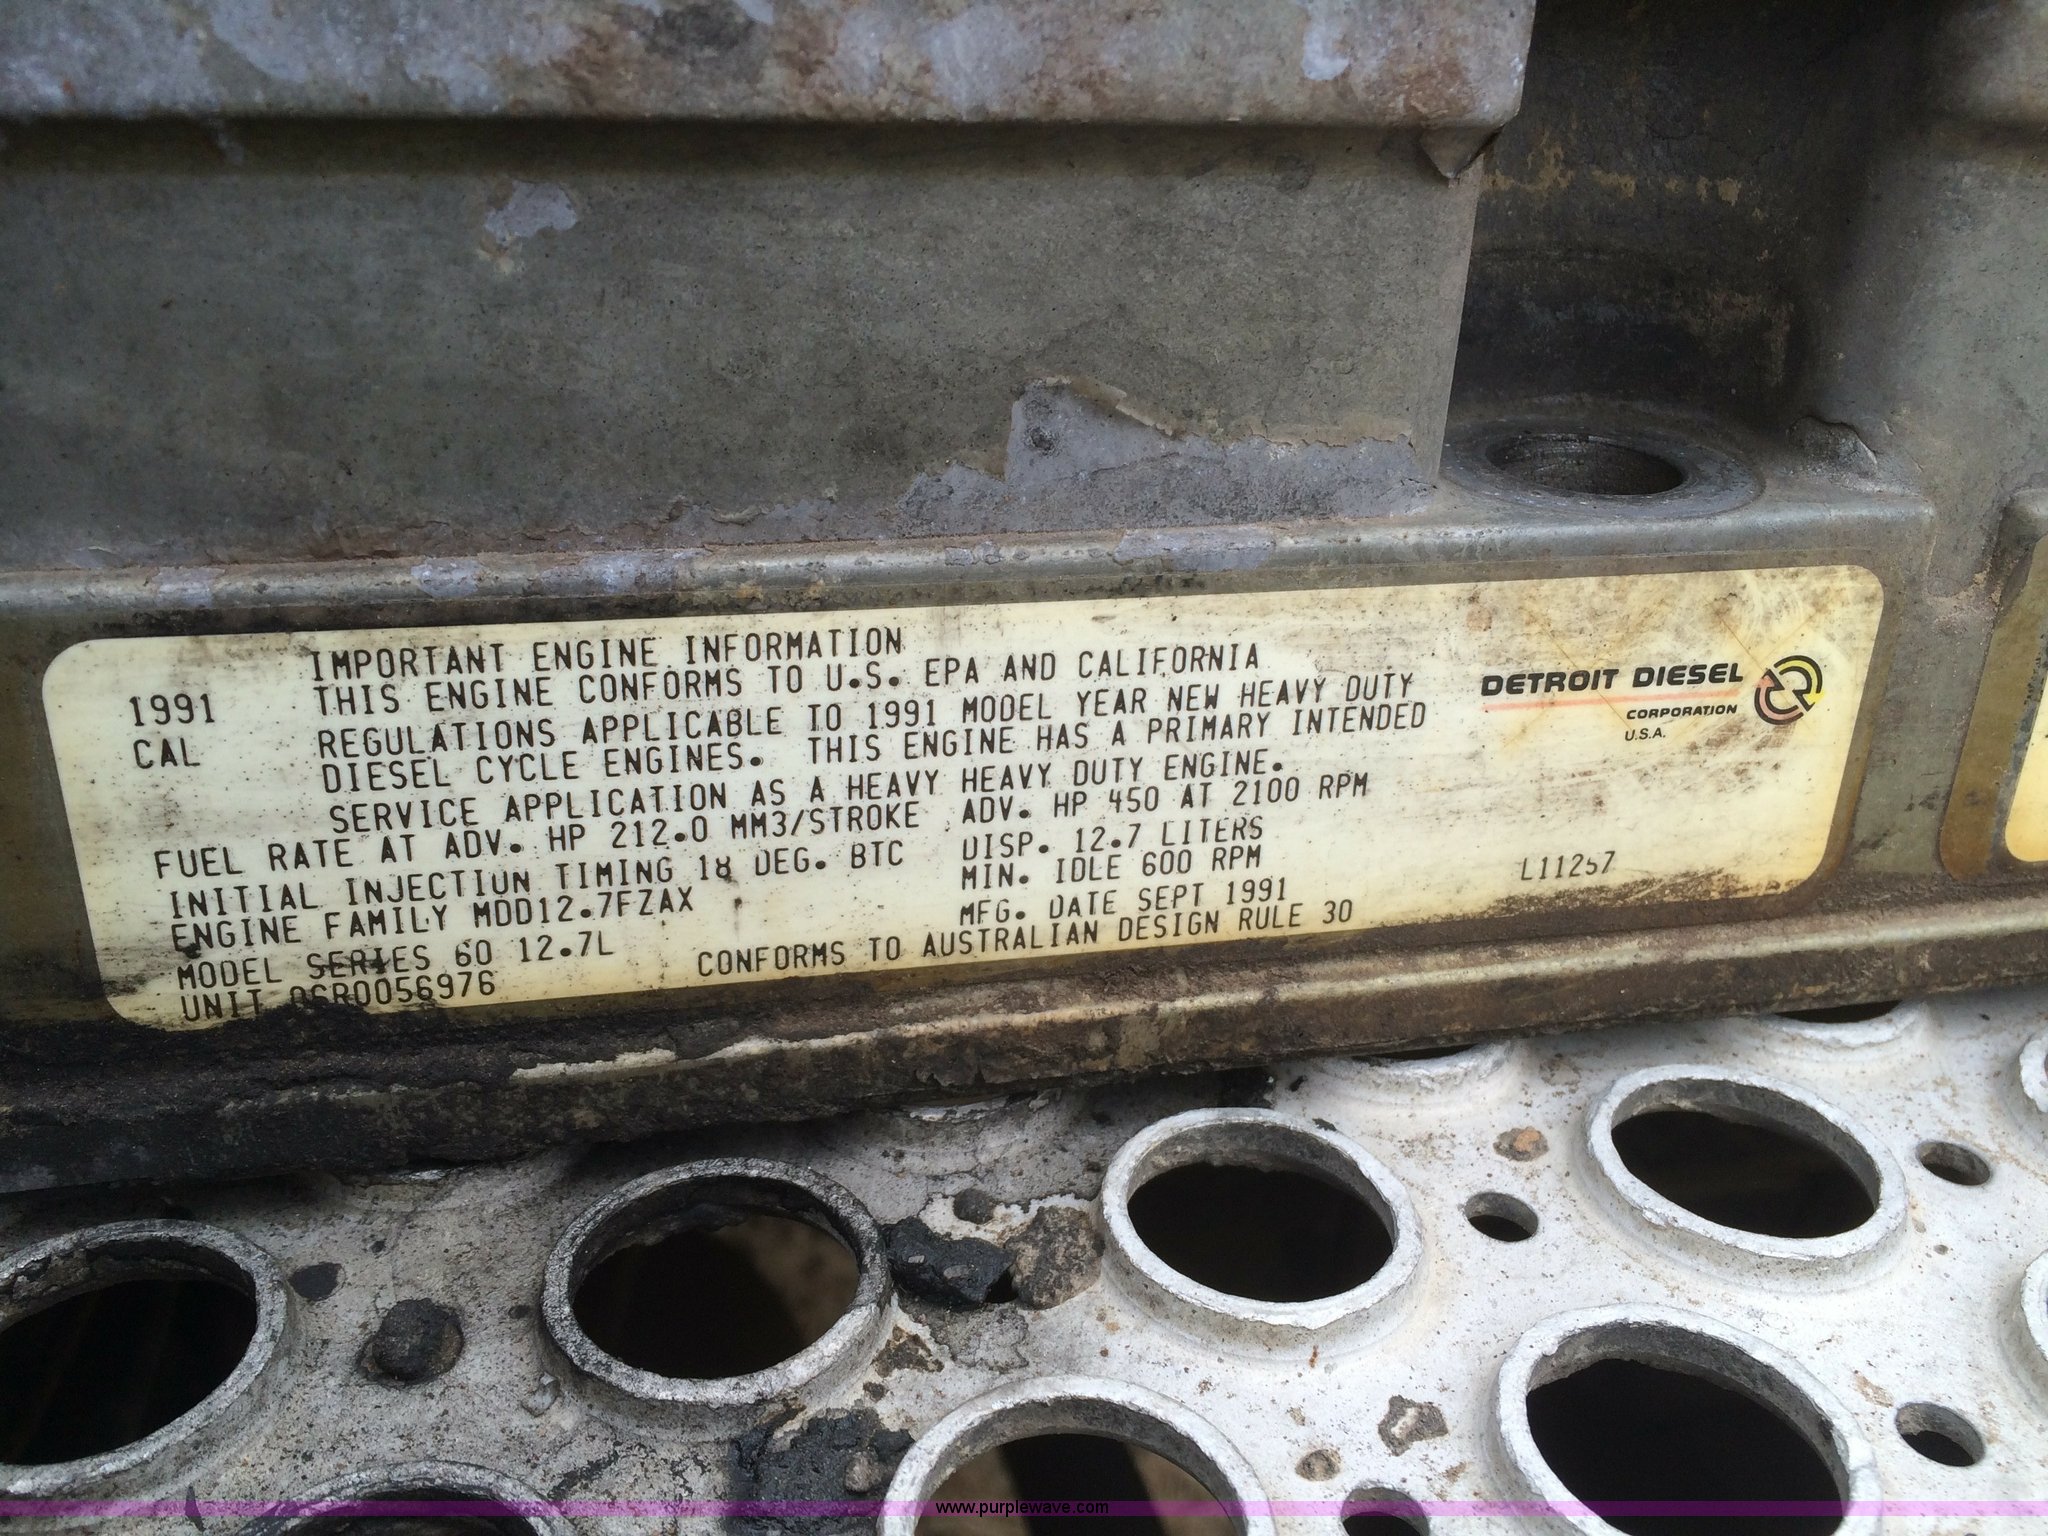 IMPORTANT ENGINE INFORMATION
1991 THIS ENGINE CONFORMS TO U.S. EPA AND CALIFORNIA
CAL REGULATIONS APPLICABLE TO 1991 MODEL YEAR NEW HEAVY DUTY
DIESEL CYCLE ENGINES. THIS ENGINE HAS A PRIMARY INTENDED
SERVICE APPLICATION AS A HEAVY HEAVY DUTY ENGINE.
FUEL RATE AT ADV. HP 212.0 MM3/STROKE ADV. HP 450 AT 2100 RPM
INITIAL INJECTION TIMING 18 DEG. BTC DISP. 12.7 LITERS
ENGINE FAMILY MDD12.7FZAX MIN. IDLE 600 RPM
MODEL SERIES 60 12.7L MFG. DATE SEPT 1991
UNIT 06R0056976 CONFORMS TO AUSTRALIAN DESIGN RULE 30
DETROIT DIESEL
CORPORATION
U.S.A.
L11257
www.purplewave.com